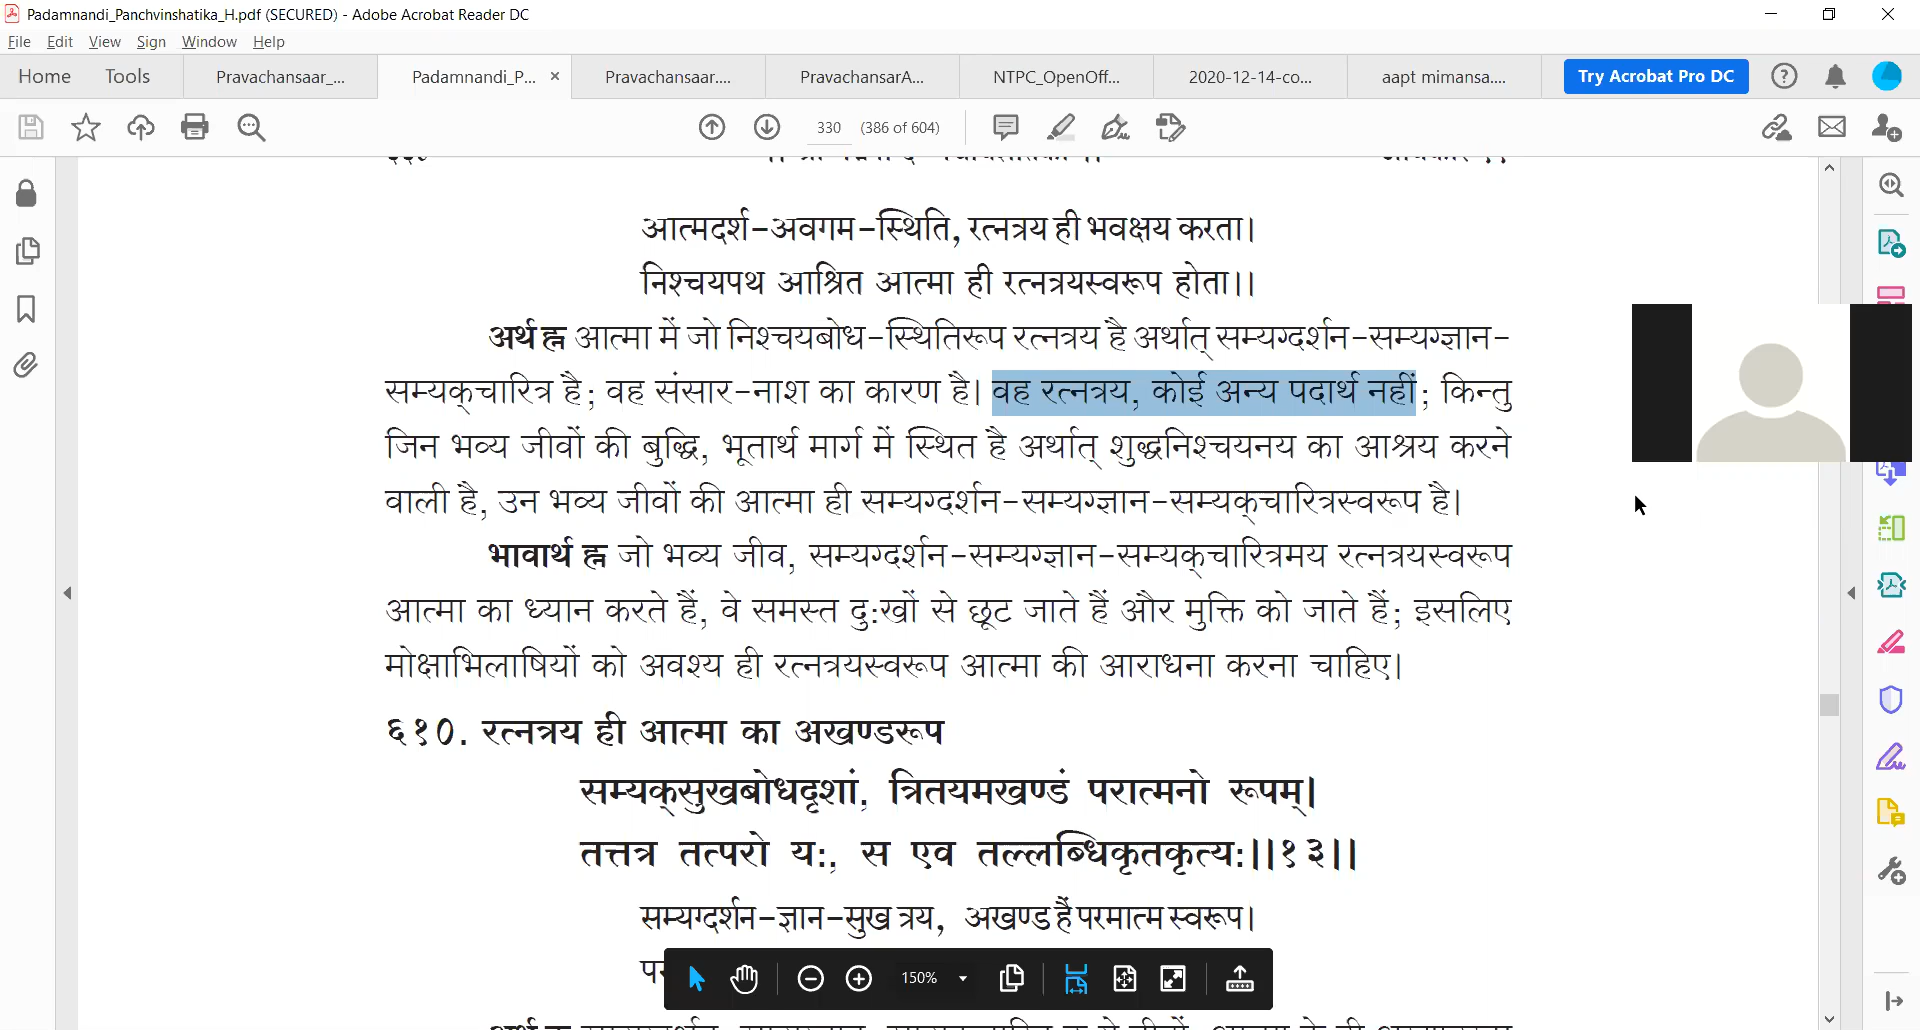 Padamnandi_Panchvinshatika_H.pdf (SECURED) - Adobe Acrobat Reader DC
File Edit View Sign Window Help
Home Tools Pravachansaar_... Padamnandi_P... × Pravachansaar.... PravachansarA... NTPC_OpenOff... 2020-12-14-co... aapt mimansa.... Try Acrobat Pro DC
330 (386 of 604)
आत्मदर्श-अवगम-स्थिति, रत्नत्रय ही भवक्षय करता।
निश्चयपथ आश्रित आत्मा ही रत्नत्रयस्वरूप होता।।
अर्थ ह्न आत्मा में जो निश्चयबोध-स्थितिरूप रत्नत्रय है अर्थात् सम्यग्दर्शन-सम्यग्ज्ञान-
सम्यक्चारित्र है; वह संसार-नाश का कारण है। वह रत्नत्रय, कोई अन्य पदार्थ नहीं; किन्तु
जिन भव्य जीवों की बुद्धि, भूतार्थ मार्ग में स्थित है अर्थात् शुद्धनिश्चयनय का आश्रय करने
वाली है, उन भव्य जीवों की आत्मा ही सम्यग्दर्शन-सम्यग्ज्ञान-सम्यक्चारित्रस्वरूप है।
भावार्थ ह्न जो भव्य जीव, सम्यग्दर्शन-सम्यग्ज्ञान-सम्यक्चारित्रमय रत्नत्रयस्वरूप
आत्मा का ध्यान करते हैं, वे समस्त दु:खों से छूट जाते हैं और मुक्ति को जाते हैं; इसलिए
मोक्षाभिलाषियों को अवश्य ही रत्नत्रयस्वरूप आत्मा की आराधना करना चाहिए।
६१०. रत्नत्रय ही आत्मा का अखण्डरूप
सम्यक्सुखबोधदृशां, त्रितयमखण्डं परात्मनो रूपम्।
तत्तत्र तत्परो य:, स एव तल्लब्धिकृतकृत्य:।।१३।।
सम्यग्दर्शन-ज्ञान-सुख त्रय, अखण्ड हैं परमात्म स्वरूप।
150%